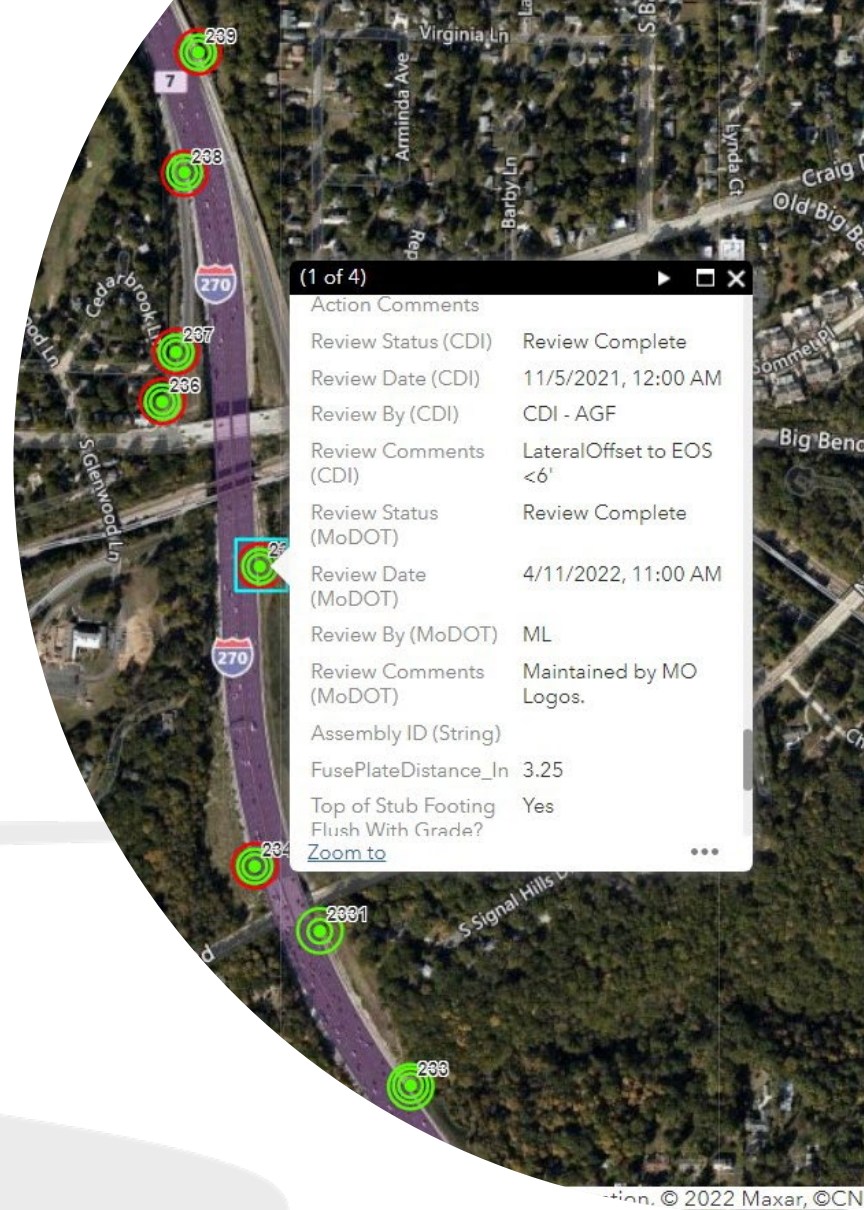 239
Virginia Ln
7
Arminda Ave
238
Barby Ln
Lynda Ct
Craig
Old Big
270
Cedarbrook Ln
237
236
S Glenwood Ln
(1 of 4)
Action Comments
Review Status (CDI) Review Complete
Review Date (CDI) 11/5/2021, 12:00 AM
Review By (CDI) CDI - AGF
Review Comments LateralOffset to EOS
(CDI) <6'
Review Status Review Complete
(MoDOT)
Review Date 4/11/2022, 11:00 AM
(MoDOT)
Review By (MoDOT) ML
Review Comments Maintained by MO
(MoDOT) Logos.
Assembly ID (String)
FusePlateDistance_In 3.25
Top of Stub Footing Yes
Flush With Grade?
Zoom to
Sommet Pl
Big Bend
270
234
2331
S Signal Hills
233
© 2022 Maxar, ©CN